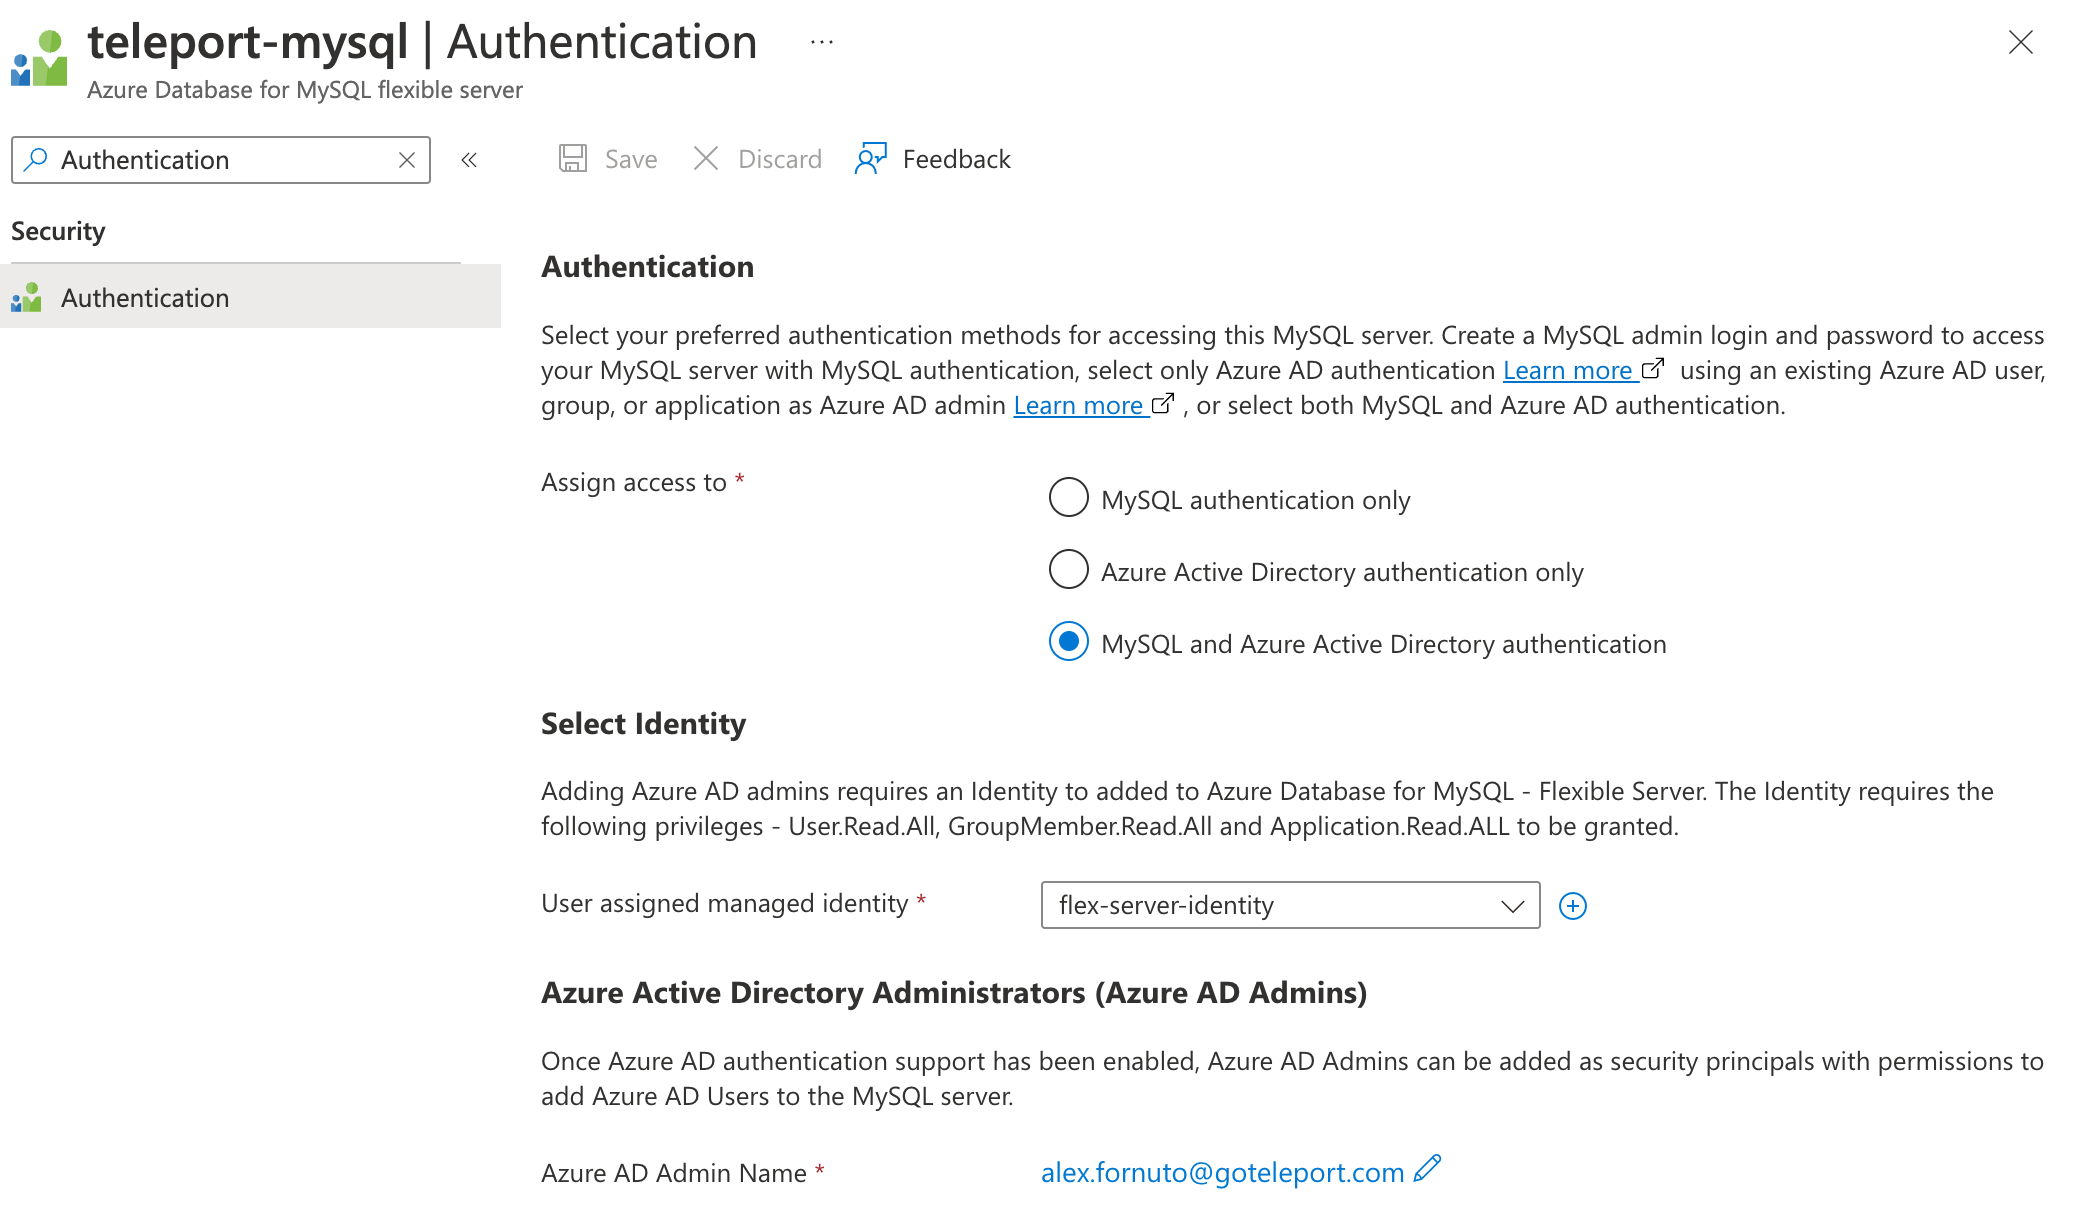 teleport-mysql | Authentication ...
Azure Database for MySQL flexible server
Authentication
Save Discard Feedback
Security
Authentication
Authentication
Select your preferred authentication methods for accessing this MySQL server. Create a MySQL admin login and password to access
your MySQL server with MySQL authentication, select only Azure AD authentication Learn more using an existing Azure AD user,
group, or application as Azure AD admin Learn more , or select both MySQL and Azure AD authentication.
Assign access to *
MySQL authentication only
Azure Active Directory authentication only
MySQL and Azure Active Directory authentication
Select Identity
Adding Azure AD admins requires an Identity to added to Azure Database for MySQL - Flexible Server. The Identity requires the
following privileges - User.Read.All, GroupMember.Read.All and Application.Read.ALL to be granted.
User assigned managed identity * flex-server-identity
Azure Active Directory Administrators (Azure AD Admins)
Once Azure AD authentication support has been enabled, Azure AD Admins can be added as security principals with permissions to
add Azure AD Users to the MySQL server.
Azure AD Admin Name * alex.fornuto@goteleport.com